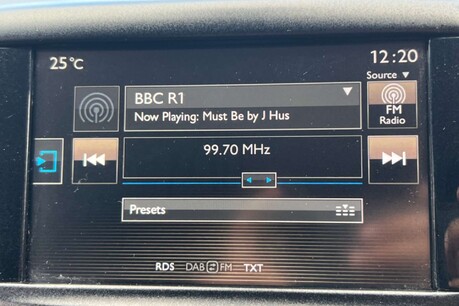 25°C
12:20
Source ▼
BBC R1
Now Playing: Must Be by J Hus
FM
Radio
99.70 MHz
Presets
RDS DAB FM TXT